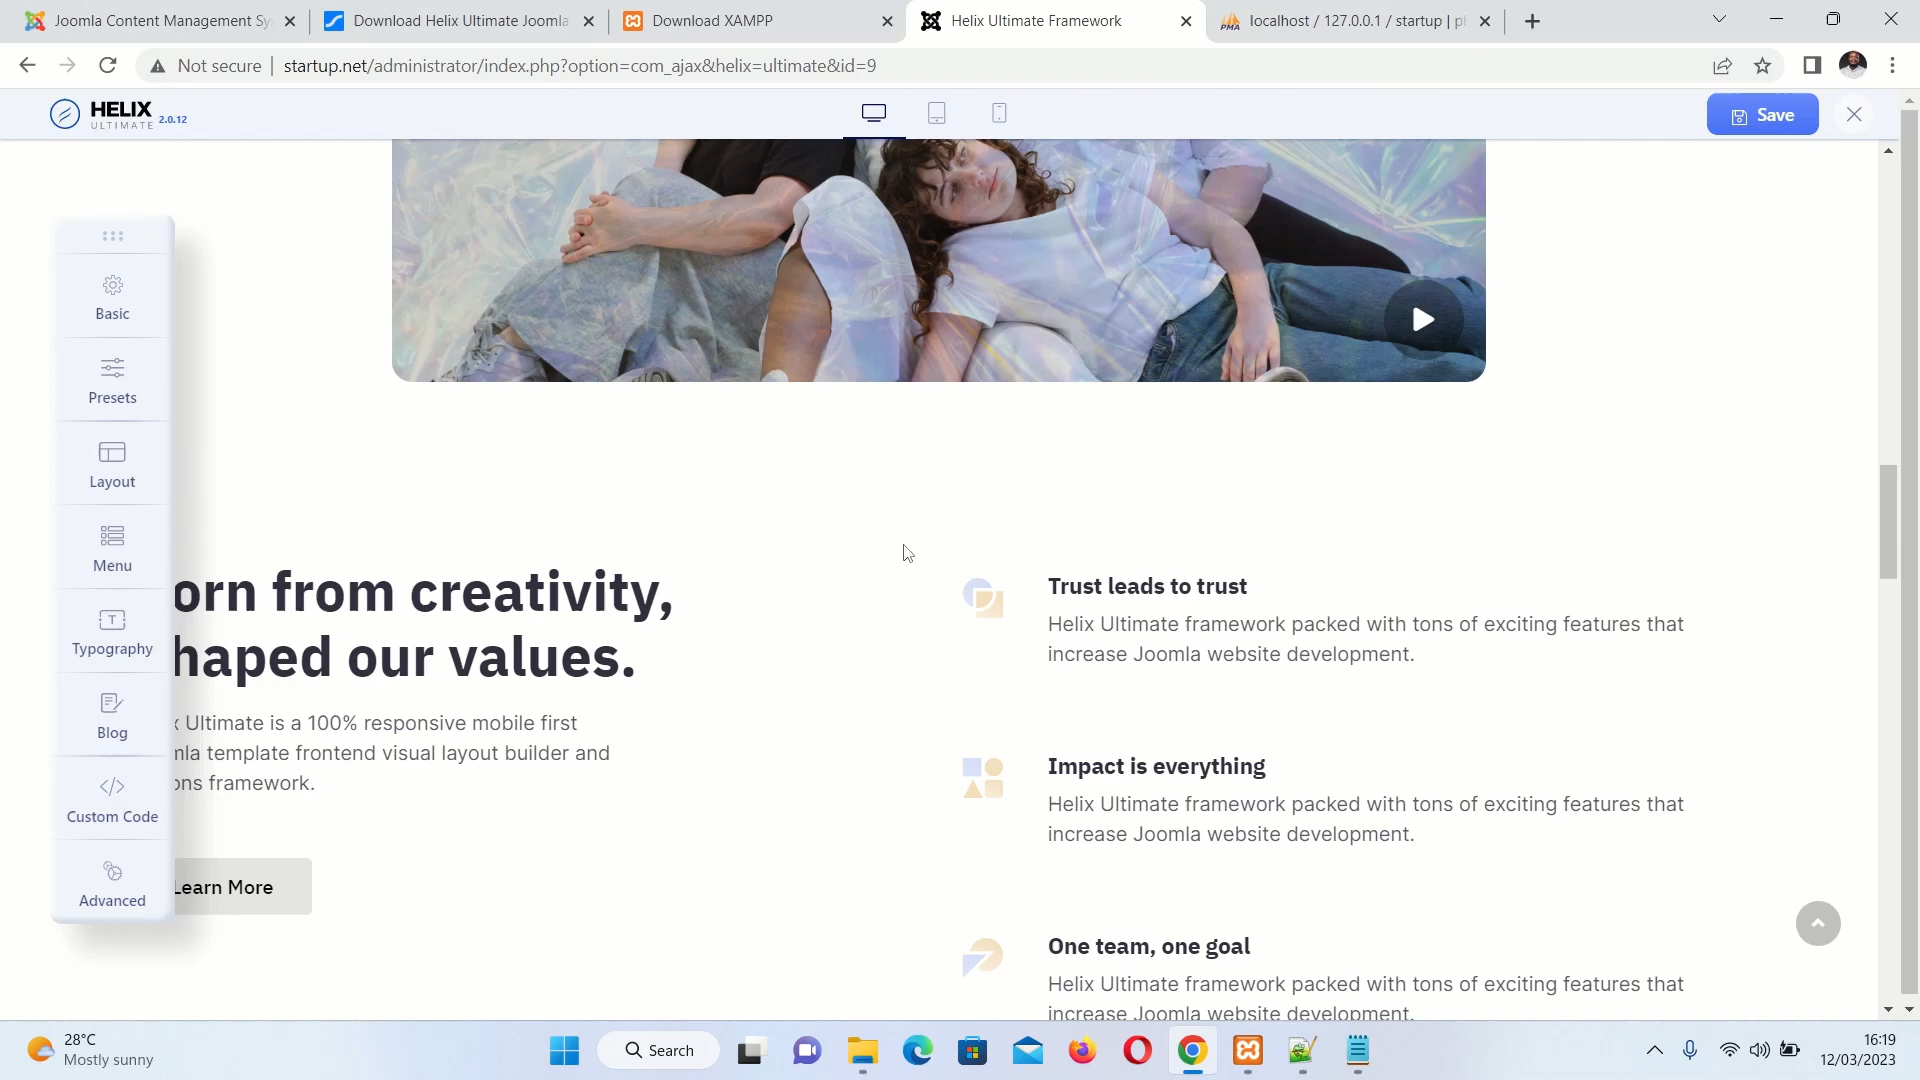 Joomla Content Management Sy
Download Helix Ultimate Joomla
Download XAMPP
Helix Ultimate Framework
localhost / 127.0.0.1 / startup | p
Not secure
startup.net/administrator/index.php?option=com_ajax&helix=ultimate&id=9
HELIX
ULTIMATE 2.0.12
Save
Basic
Presets
Layout
Menu
Typography
Blog
Custom Code
Advanced
orn from creativity,
haped our values.
x Ultimate is a 100% responsive mobile first
mla template frontend visual layout builder and
ons framework.
Learn More
Trust leads to trust
Helix Ultimate framework packed with tons of exciting features that
increase Joomla website development.
Impact is everything
Helix Ultimate framework packed with tons of exciting features that
increase Joomla website development.
One team, one goal
Helix Ultimate framework packed with tons of exciting features that
increase Joomla website development.
28°C
Mostly sunny
Search
16:19
12/03/2023